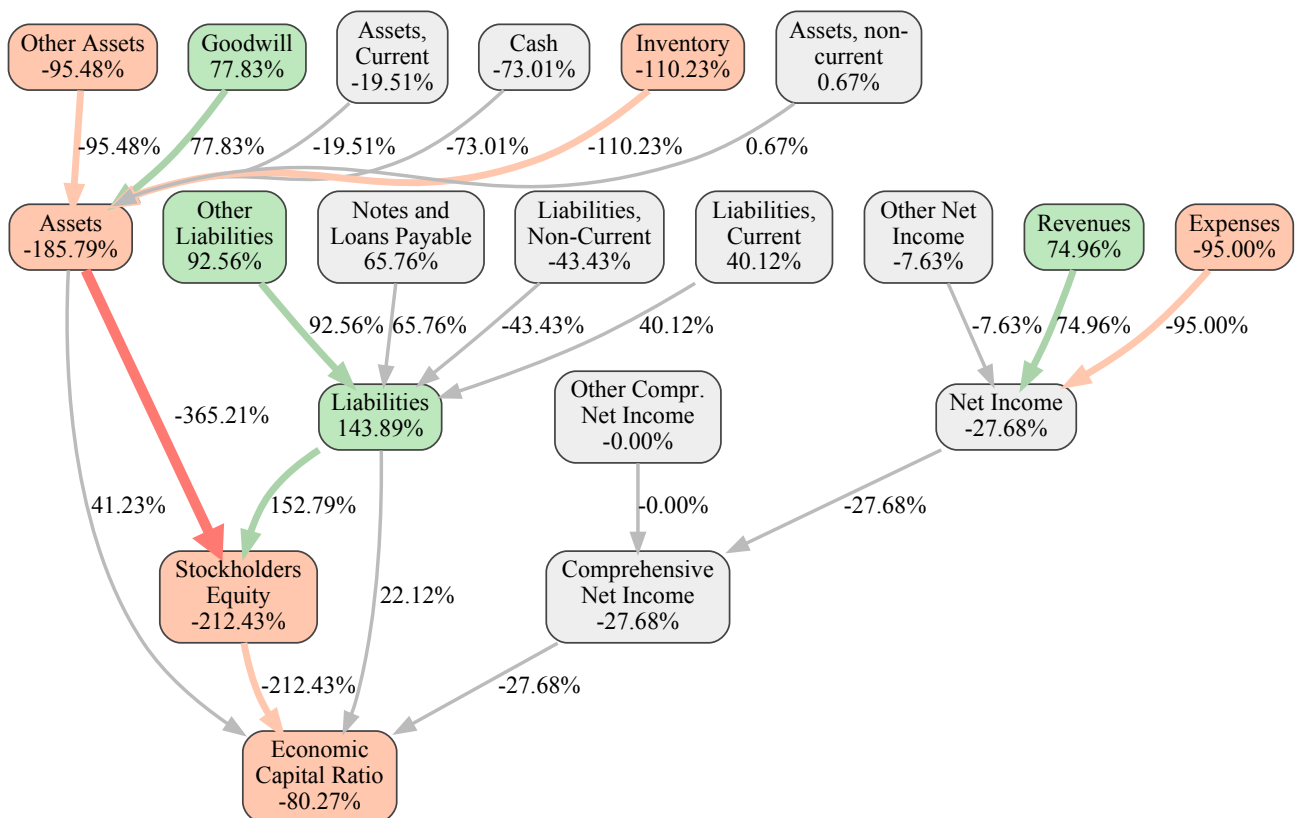 Other Assets
-95.48%
Goodwill
77.83%
Assets,
Current
-19.51%
Cash
-73.01%
Inventory
-110.23%
Assets, non-
current
0.67%
-95.48%
77.83%
-19.51%
-73.01%
-110.23%
0.67%
Assets
-185.79%
Other
Liabilities
92.56%
Notes and
Loans Payable
65.76%
Liabilities,
Non-Current
-43.43%
Liabilities,
Current
40.12%
Other Net
Income
-7.63%
Revenues
74.96%
Expenses
-95.00%
92.56%
65.76%
-43.43%
40.12%
-7.63%
74.96%
-95.00%
-365.21%
Liabilities
143.89%
Other Compr.
Net Income
-0.00%
Net Income
-27.68%
41.23%
152.79%
-0.00%
-27.68%
Stockholders
Equity
-212.43%
22.12%
Comprehensive
Net Income
-27.68%
-212.43%
-27.68%
Economic
Capital Ratio
-80.27%